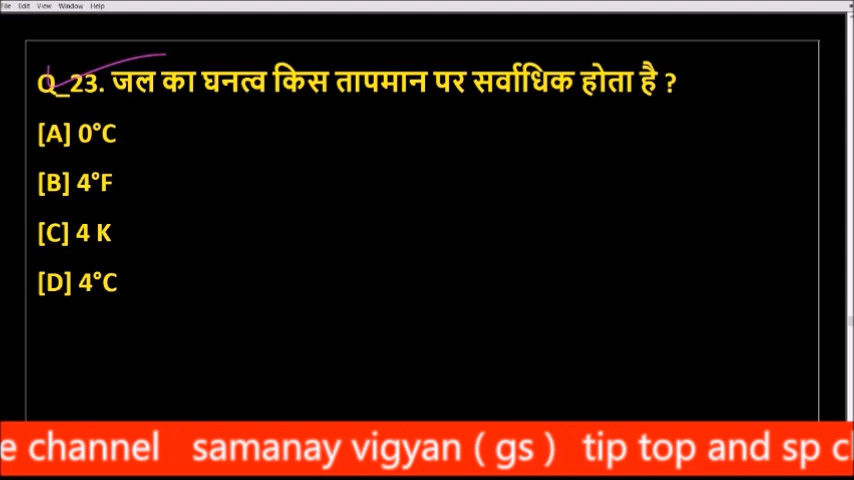 File Edit View Window Help
Q_23. जल का घनत्व किस तापमान पर सर्वाधिक होता है ?
[A] 0°C
[B] 4°F
[C] 4 K
[D] 4°C
e channel samanay vigyan ( gs ) tip top and sp c